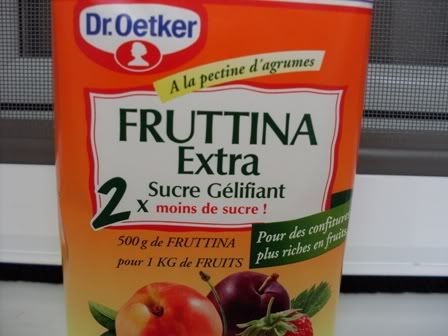 Dr.Oetker
A la pectine d'agrumes
FRUTTINA
Extra
Sucre Gélifiant
2 x moins de sucre !
500 g de FRUTTINA
pour 1 KG de FRUITS
Pour des confitures
plus riches en fruits